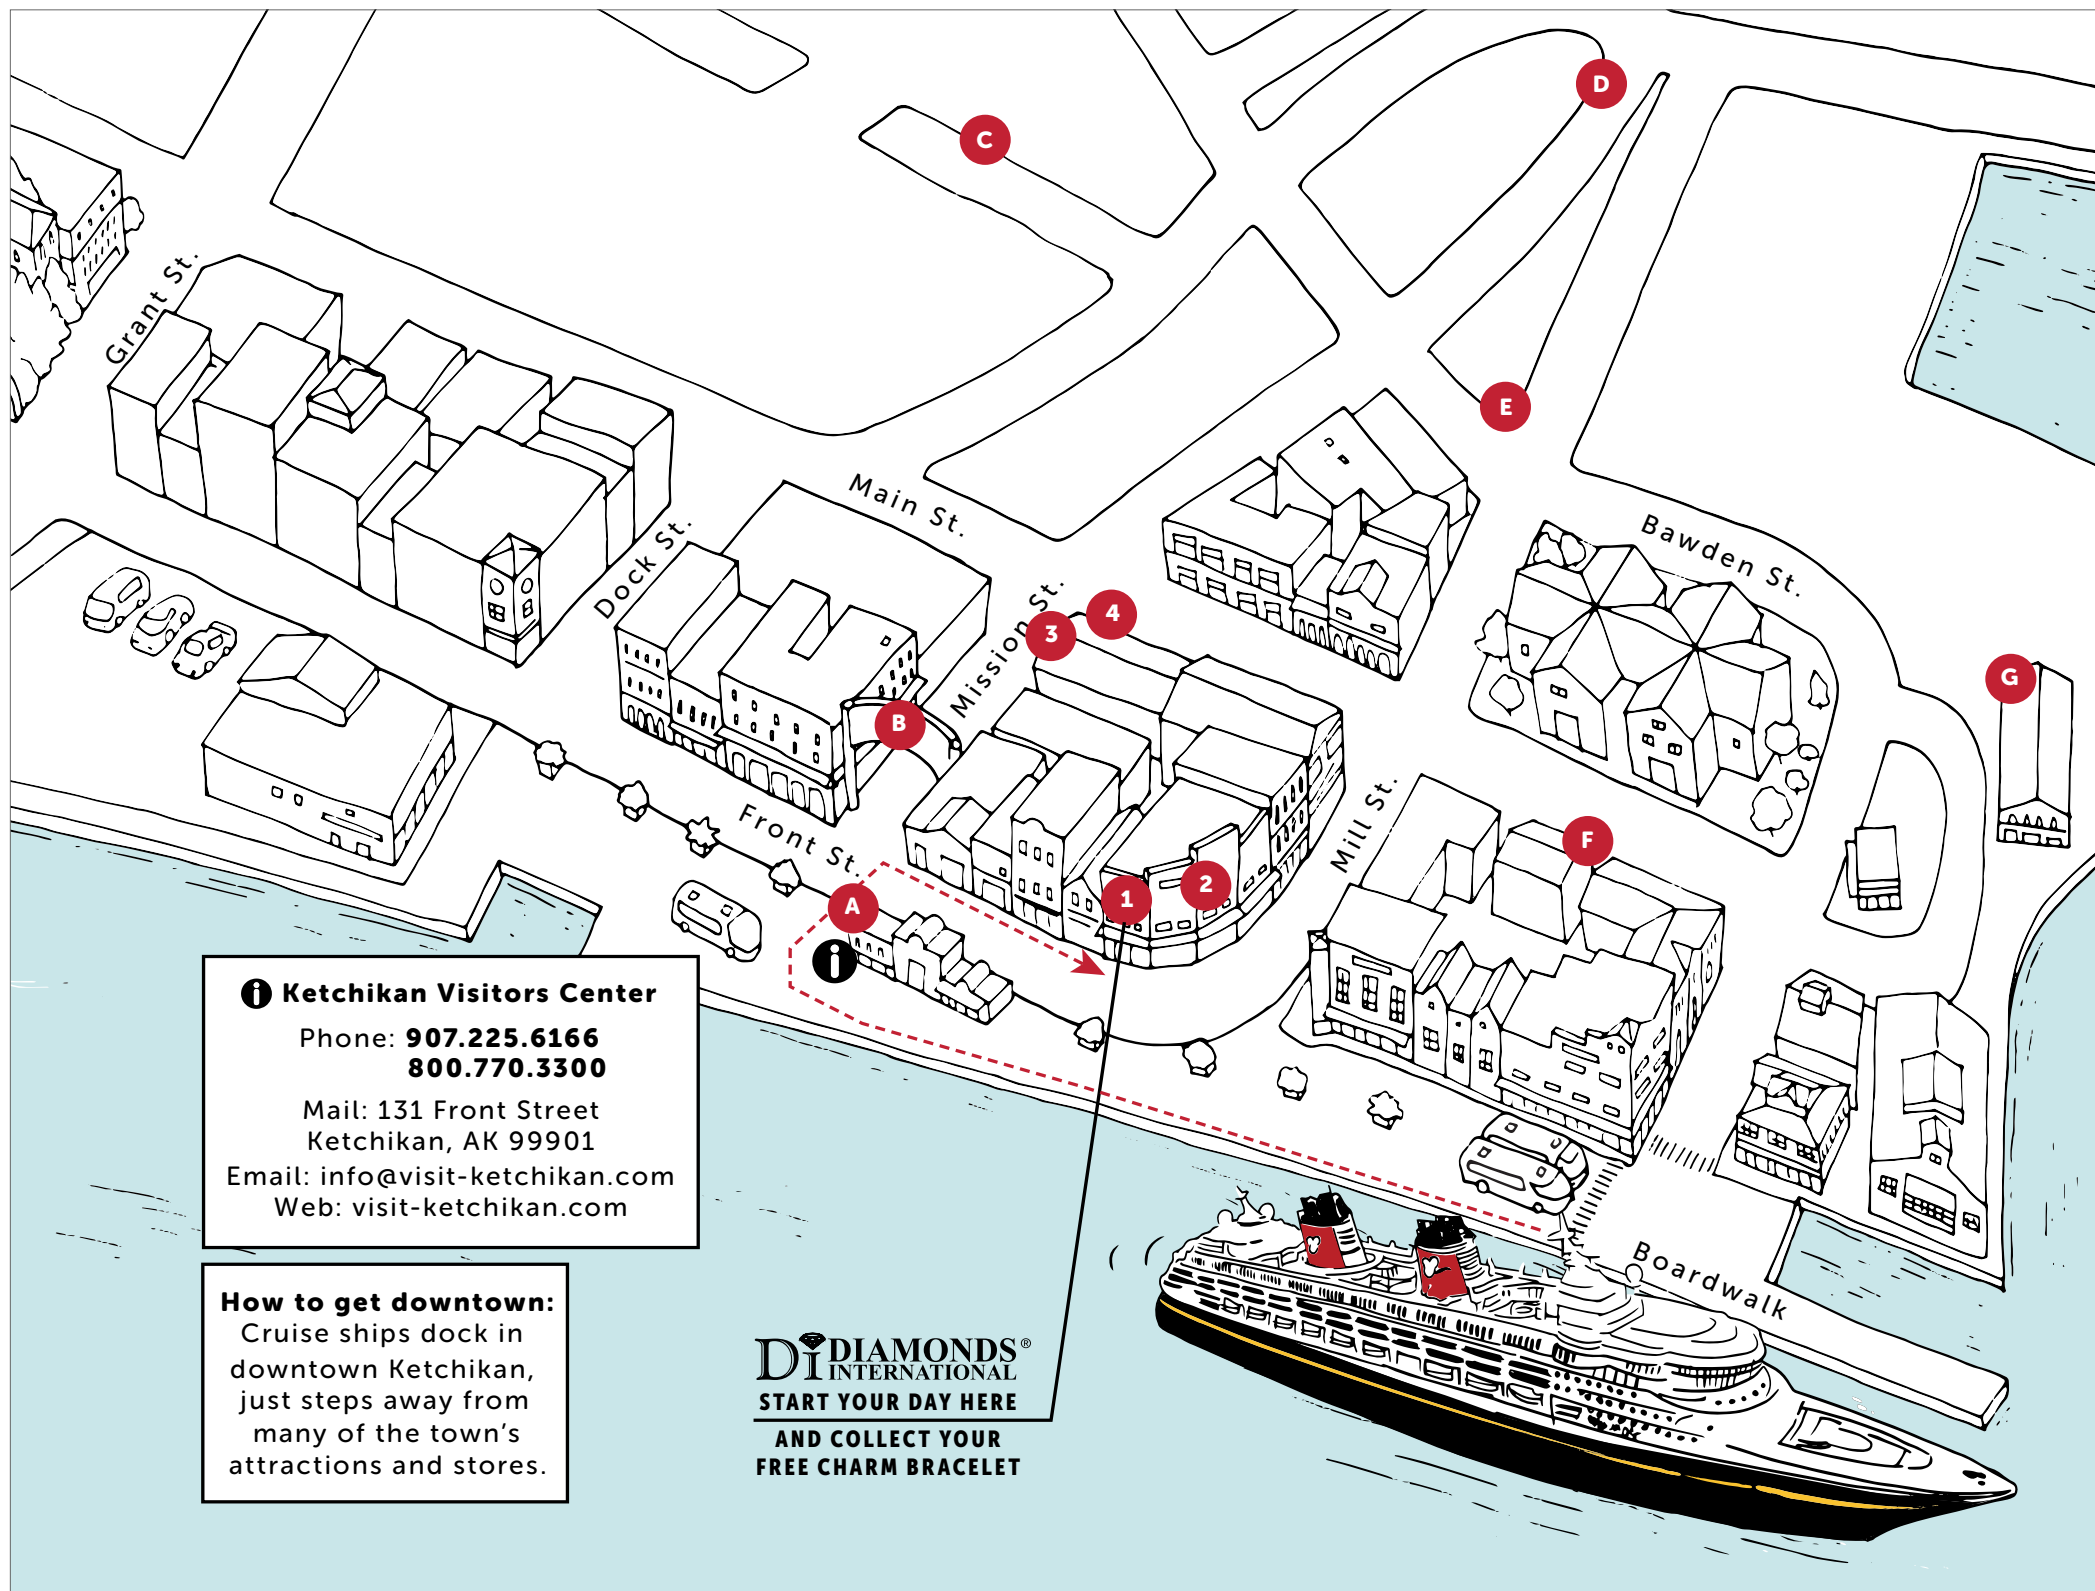 D
C
Grant St.
E
Main St.
Bawden St.
Dock St.
Mission St.
4
3
G
B
Front St.
Mill St.
F
2
1
A
i
i Ketchikan Visitors Center
Phone: 907.225.6166
800.770.3300
Mail: 131 Front Street
Ketchikan, AK 99901
Email: info@visit-ketchikan.com
Web: visit-ketchikan.com
Boardwalk
How to get downtown:
Cruise ships dock in
downtown Ketchikan,
just steps away from
many of the town's
attractions and stores.
Di DIAMONDS®
INTERNATIONAL
START YOUR DAY HERE
AND COLLECT YOUR
FREE CHARM BRACELET